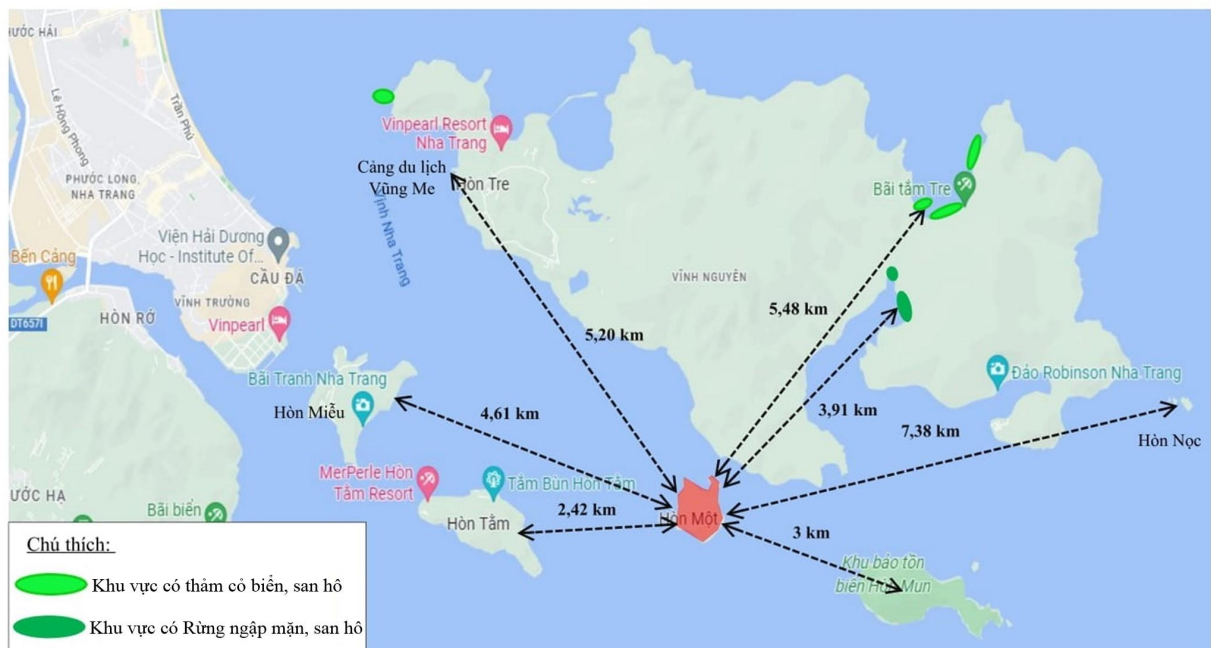 PHƯỚC HẢI
Lê Hồng Phong
Trần Phú
PHƯỚC LONG,
NHA TRANG
Vinpearl Resort
Nha Trang
Cảng du lịch
Vũng Me
Hòn Tre
Vịnh Nha Trang
Bãi tắm Tre
Viện Hải Dương
Học - Institute Of...
CẦU ĐÁ
Bến Cảng
VĨNH TRƯỜNG
HÒN RỚ
ĐT657I
Vinpearl
VĨNH NGUYÊN
5,48 km
5,20 km
Bãi Tranh Nha Trang
Hòn Miễu
Đảo Robinson Nha Trang
4,61 km
3,91 km
7,38 km
Hòn Nọc
MerPerle Hòn
Tằm Resort
Tắm Bùn Hòn Tằm
ƯỚC HẠ
Bãi biển
Hòn Tằm
2,42 km
Hòn Một
3 km
Khu bảo tồn
biển Hòn Mun
Chú thích:
Khu vực có thảm cỏ biển, san hô
Khu vực có Rừng ngập mặn, san hô